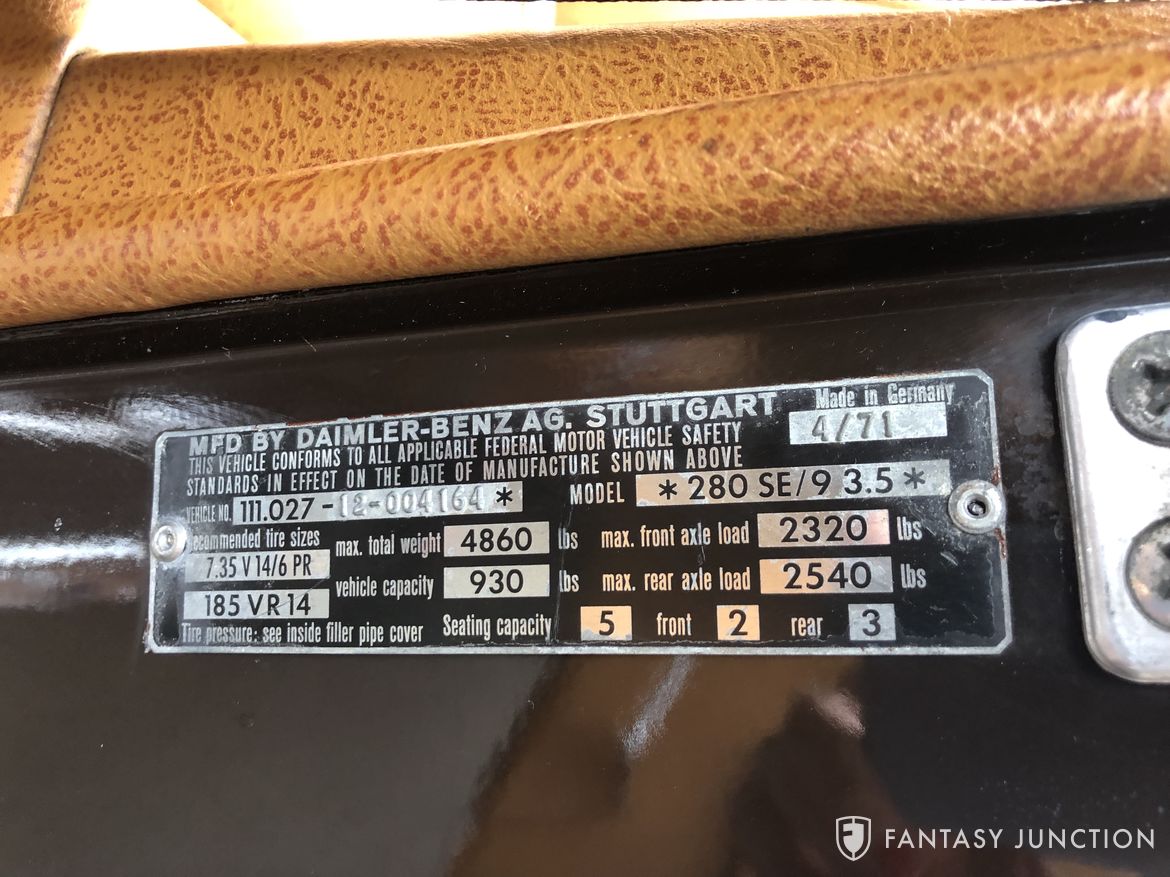 MFD BY DAIMLER-BENZ AG. STUTTGART
Made in Germany
4/71
THIS VEHICLE CONFORMS TO ALL APPLICABLE FEDERAL MOTOR VEHICLE SAFETY
STANDARDS IN EFFECT ON THE DATE OF MANUFACTURE SHOWN ABOVE
VEHICLE NO. 111.027-12-004164 * MODEL * 280 SE/9 3.5 *
recommended tire sizes
7.35 V 14/6 PR
185 VR 14
max. total weight 4860 lbs max. front axle load 2320 lbs
vehicle capacity 930 lbs max. rear axle load 2540 lbs
Tire pressure: see inside filler pipe cover Seating capacity 5 front 2 rear 3
FANTASY JUNCTION